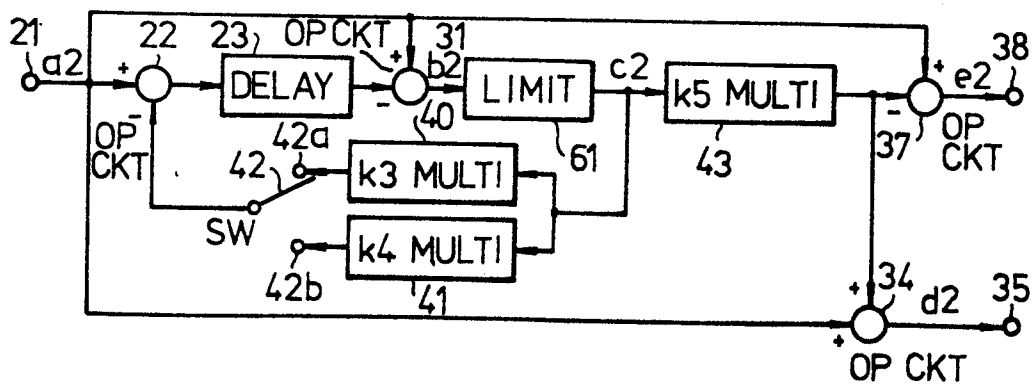 21
a2
22
+
-
OP
CKT
23
DELAY
OP CKT
31
+
-
b2
40
LIMIT
61
c2
k5 MULTI
43
+
-
37
e2
38
OP
CKT
42a
42
SW
k3 MULTI
k4 MULTI
42b
41
+
+
34
d2
35
OP CKT